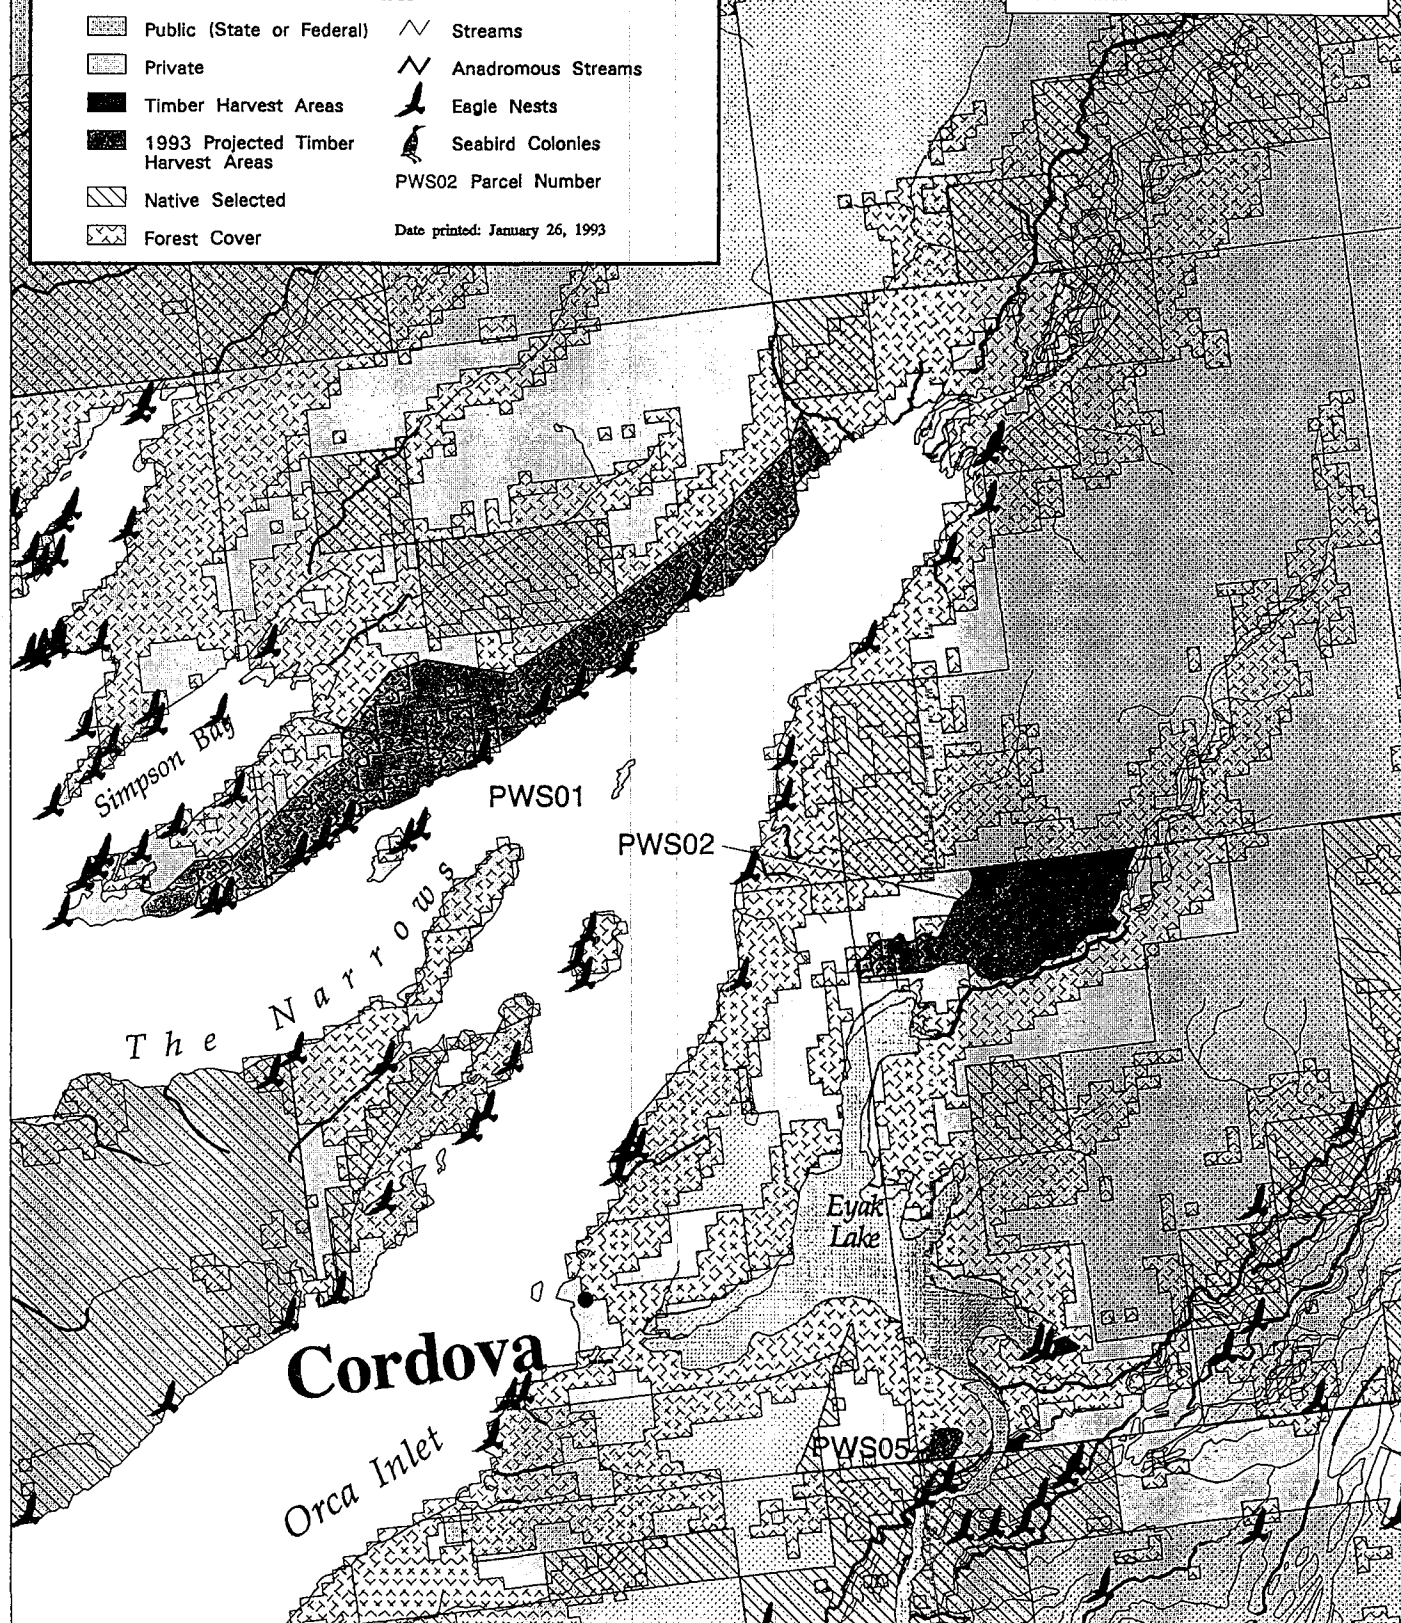 Public (State or Federal)
Private
Timber Harvest Areas
1993 Projected Timber
Harvest Areas
Native Selected
Forest Cover
Streams
Anadromous Streams
Eagle Nests
Seabird Colonies
PWS02 Parcel Number
Date printed: January 26, 1993
Simpson Bay
PWS01
PWS02
The Narrows
Eyak
Lake
Cordova
Orca Inlet
PWS05